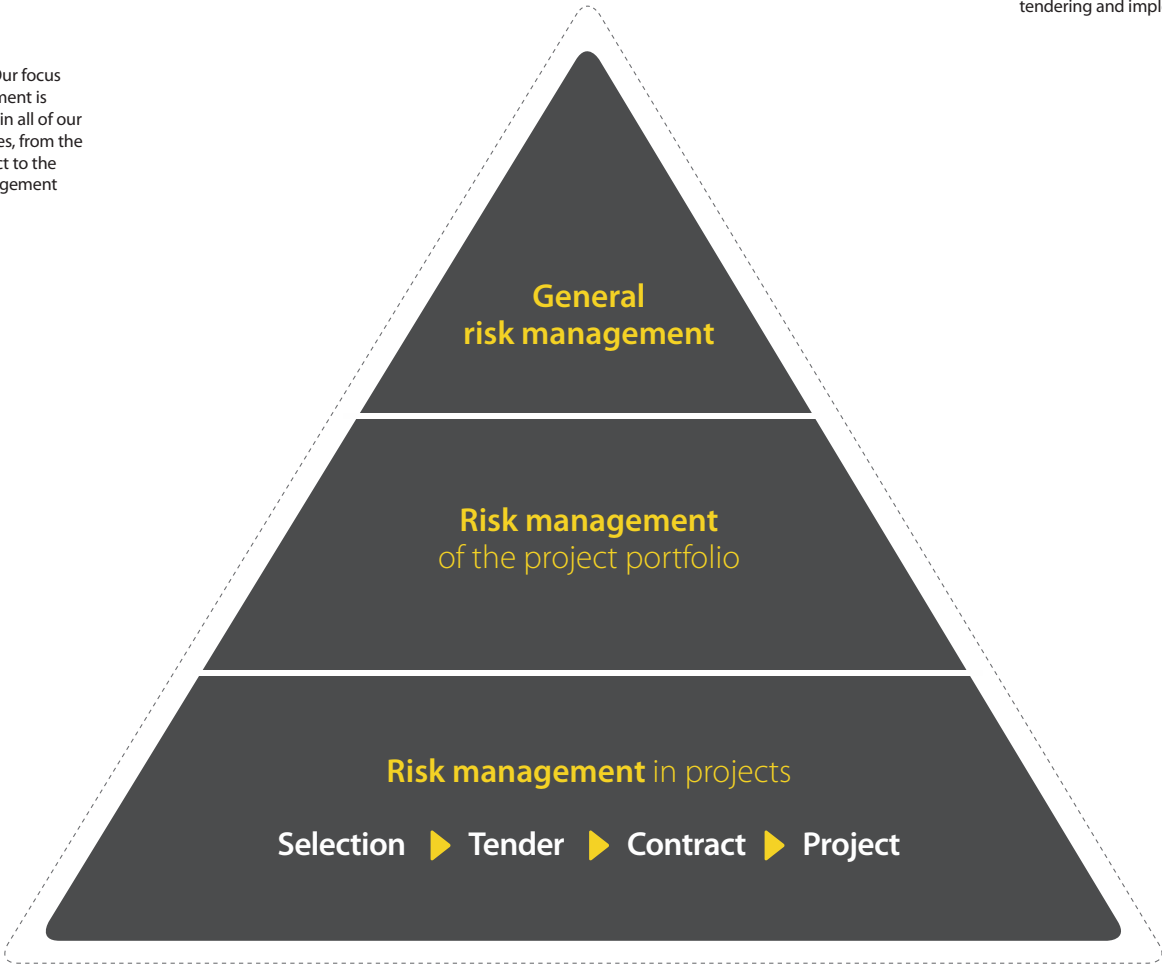 tendering and impl
Our focus
ment is
in all of our
es, from the
ct to the
gement
General
risk management
Risk management
of the project portfolio
Risk management in projects
Selection Tender Contract Project